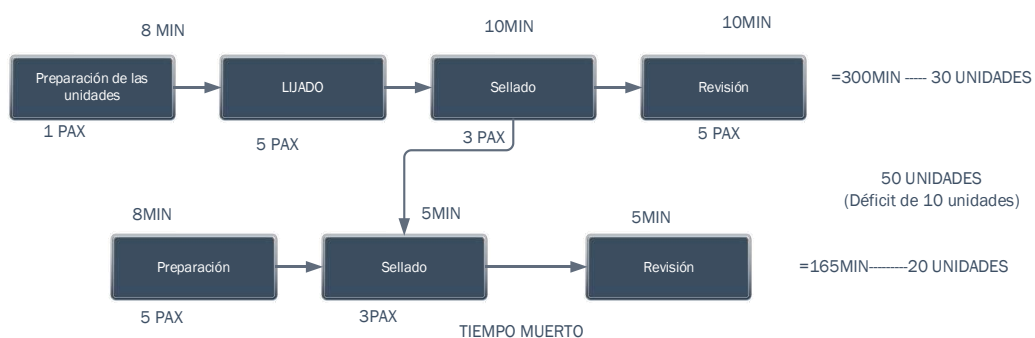 8 MIN
10MIN
10MIN
Preparación de las
unidades
LIJADO
Sellado
Revisión
=300MIN ----- 30 UNIDADES
1 PAX
5 PAX
3 PAX
5 PAX
50 UNIDADES
(Déficit de 10 unidades)
8MIN
5MIN
5MIN
Preparación
Sellado
Revisión
=165MIN---------20 UNIDADES
5 PAX
3PAX
TIEMPO MUERTO